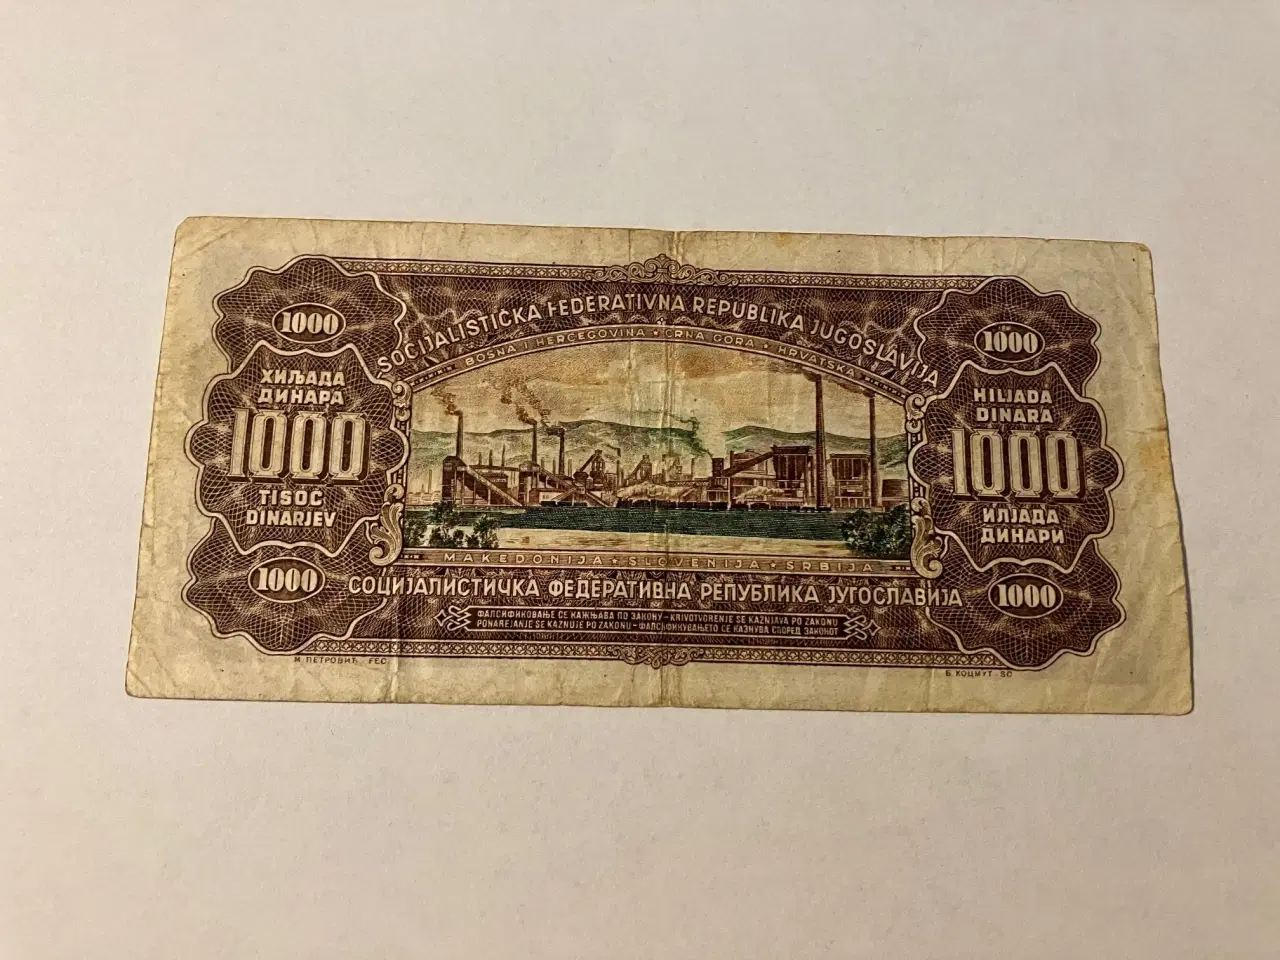 SOCIJALISTIČKA FEDERATIVNA REPUBLIKA JUGOSLAVIJA
BOSNA I HERCEGOVINA * CRNA GORA * HRVATSKA
1000
1000
ХИЉАДА
ДИНАРА
1000
TISOČ
DINARJEV
1000
HILJADA
DINARA
1000
ИЛЈАДА
ДИНАРИ
1000
MAKEDONIJA * SLOVENIJA * SRBIJA
СОЦИЈАЛИСТИЧКА ФЕДЕРАТИВНА РЕПУБЛИКА ЈУГОСЛАВИЈА
ФАЛСИФИКОВАЊЕ СЕ КАЖЊАВА ПО ЗАКОНУ - KRIVOTVORENJE SE KAŽNJAVA PO ZAKONU
PONAREJANJE SE KAZNUJE PO ZAKONU - ФАЛСИФИКУВАЊЕТО СЕ КАЗНУВА СПОРЕД ЗАКОНОТ
М. ПЕТРОВИЋ FEC
Б. КОЦМУТ SC